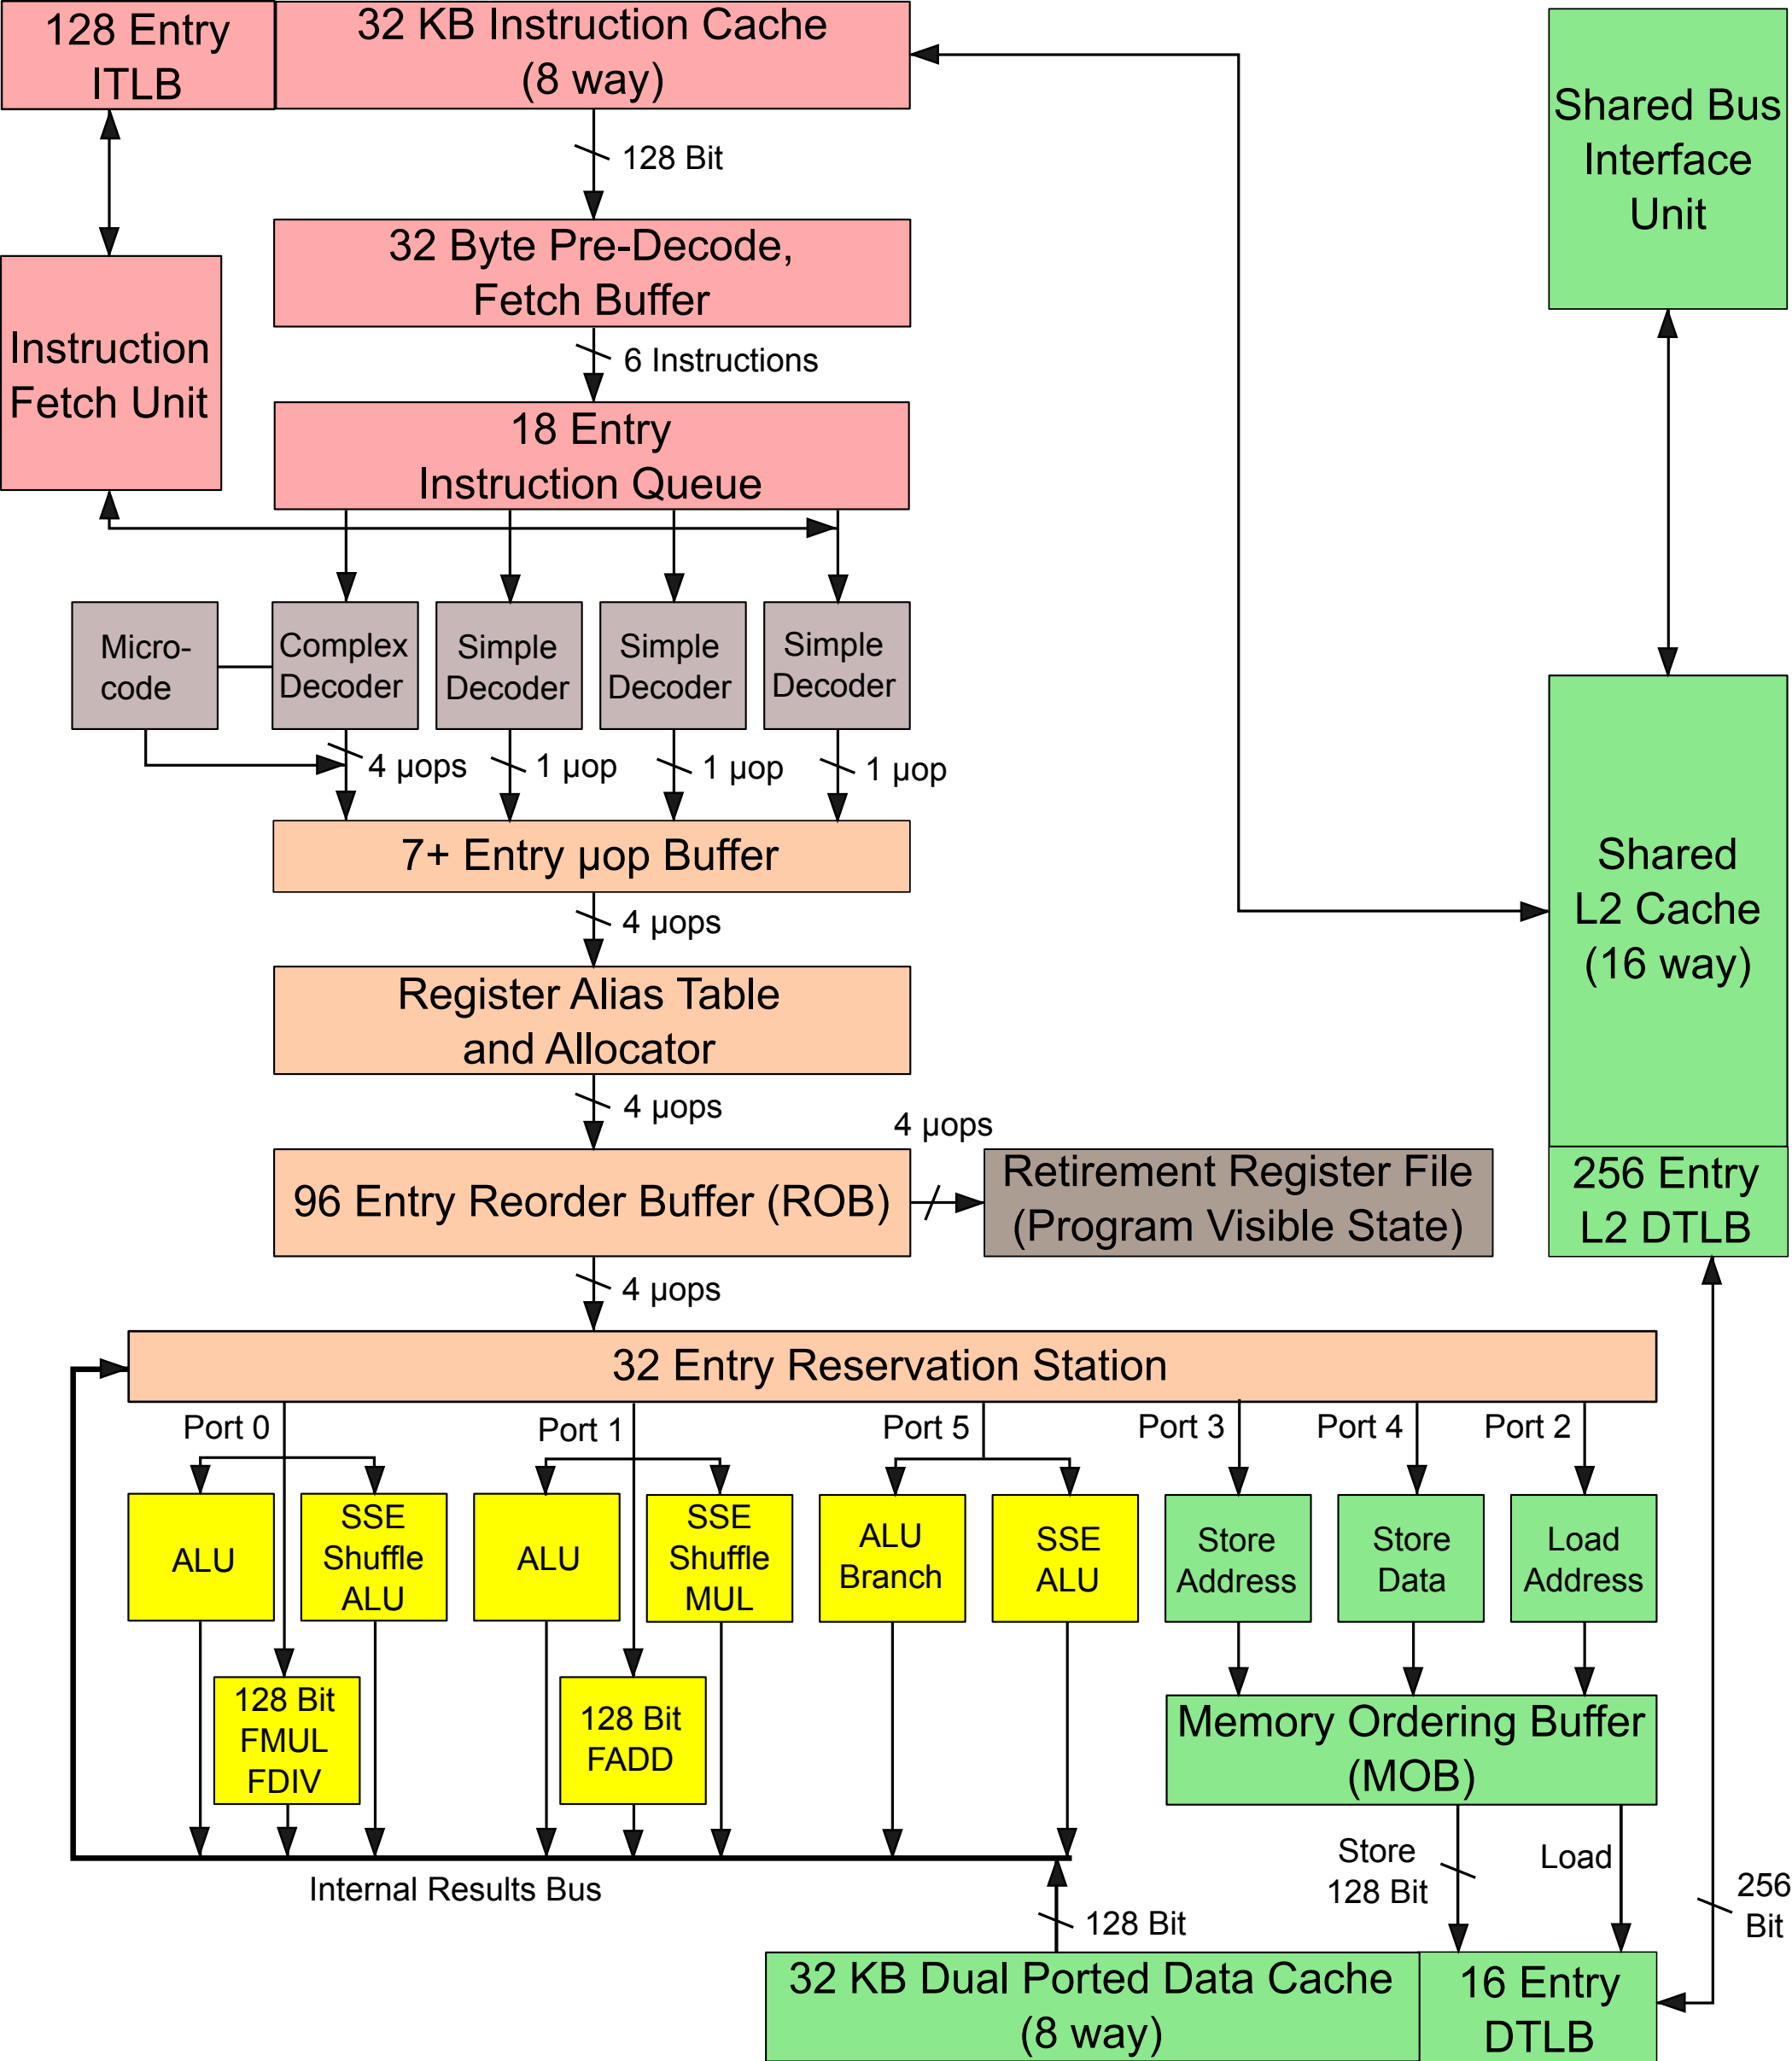 128 Entry
ITLB
32 KB Instruction Cache
(8 way)
Shared Bus
Interface
Unit
128 Bit
32 Byte Pre-Decode,
Fetch Buffer
Instruction
Fetch Unit
6 Instructions
18 Entry
Instruction Queue
Micro-
code
Complex
Decoder
Simple
Decoder
Simple
Decoder
Simple
Decoder
4 µops
1 µop
1 µop
1 µop
7+ Entry µop Buffer
Shared
L2 Cache
(16 way)
4 µops
Register Alias Table
and Allocator
4 µops
4 µops
96 Entry Reorder Buffer (ROB)
Retirement Register File
(Program Visible State)
256 Entry
L2 DTLB
4 µops
32 Entry Reservation Station
Port 0
Port 1
Port 5
Port 3
Port 4
Port 2
ALU
SSE
Shuffle
ALU
ALU
SSE
Shuffle
MUL
ALU
Branch
SSE
ALU
Store
Address
Store
Data
Load
Address
128 Bit
FMUL
FDIV
128 Bit
FADD
Memory Ordering Buffer
(MOB)
Internal Results Bus
Store
128 Bit
Load
256
Bit
128 Bit
32 KB Dual Ported Data Cache
(8 way)
16 Entry
DTLB